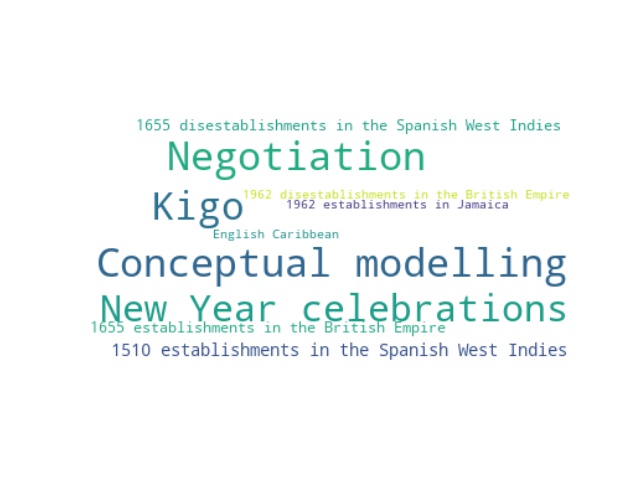 1655 disestablishments in the Spanish West Indies
Negotiation
Kigo
1962 disestablishments in the British Empire
1962 establishments in Jamaica
English Caribbean
Conceptual modelling
New Year celebrations
1655 establishments in the British Empire
1510 establishments in the Spanish West Indies